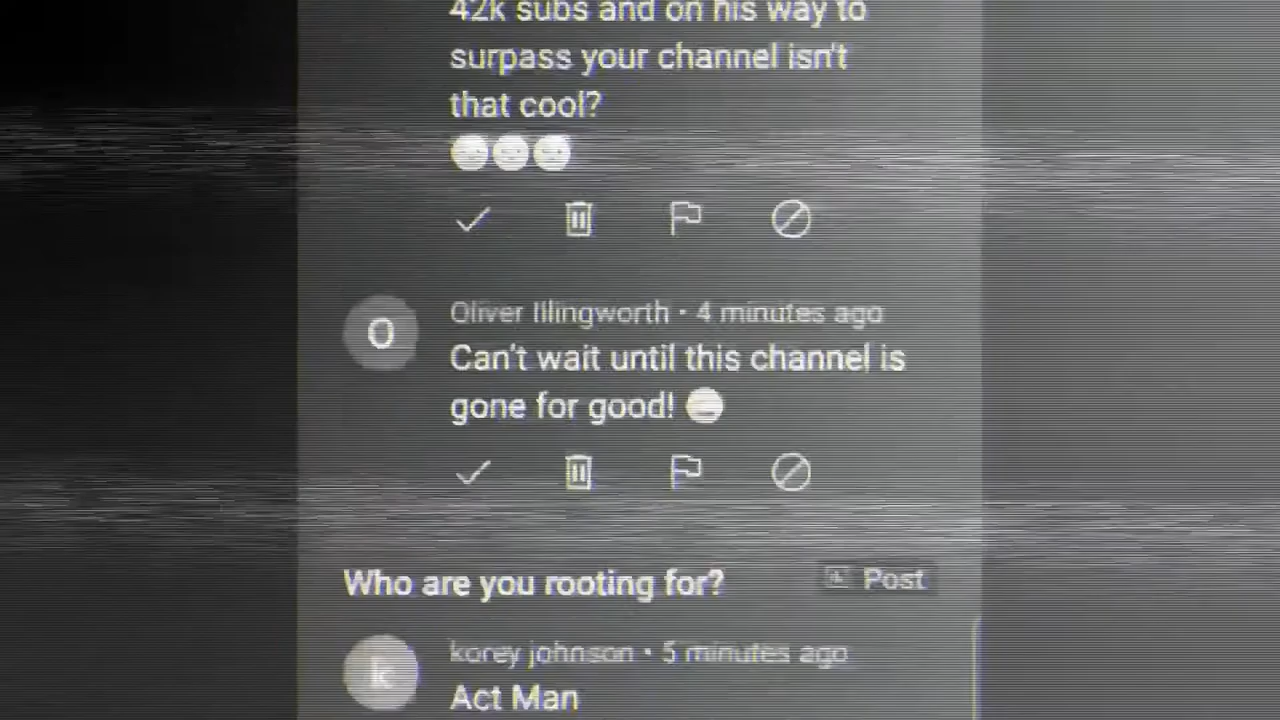 42k subs and on his way to
surpass your channel isn't
that cool?
O
Oliver Illingworth • 4 minutes ago
Can't wait until this channel is
gone for good!
Who are you rooting for?
Post
k
korey johnson • 5 minutes ago
Act Man